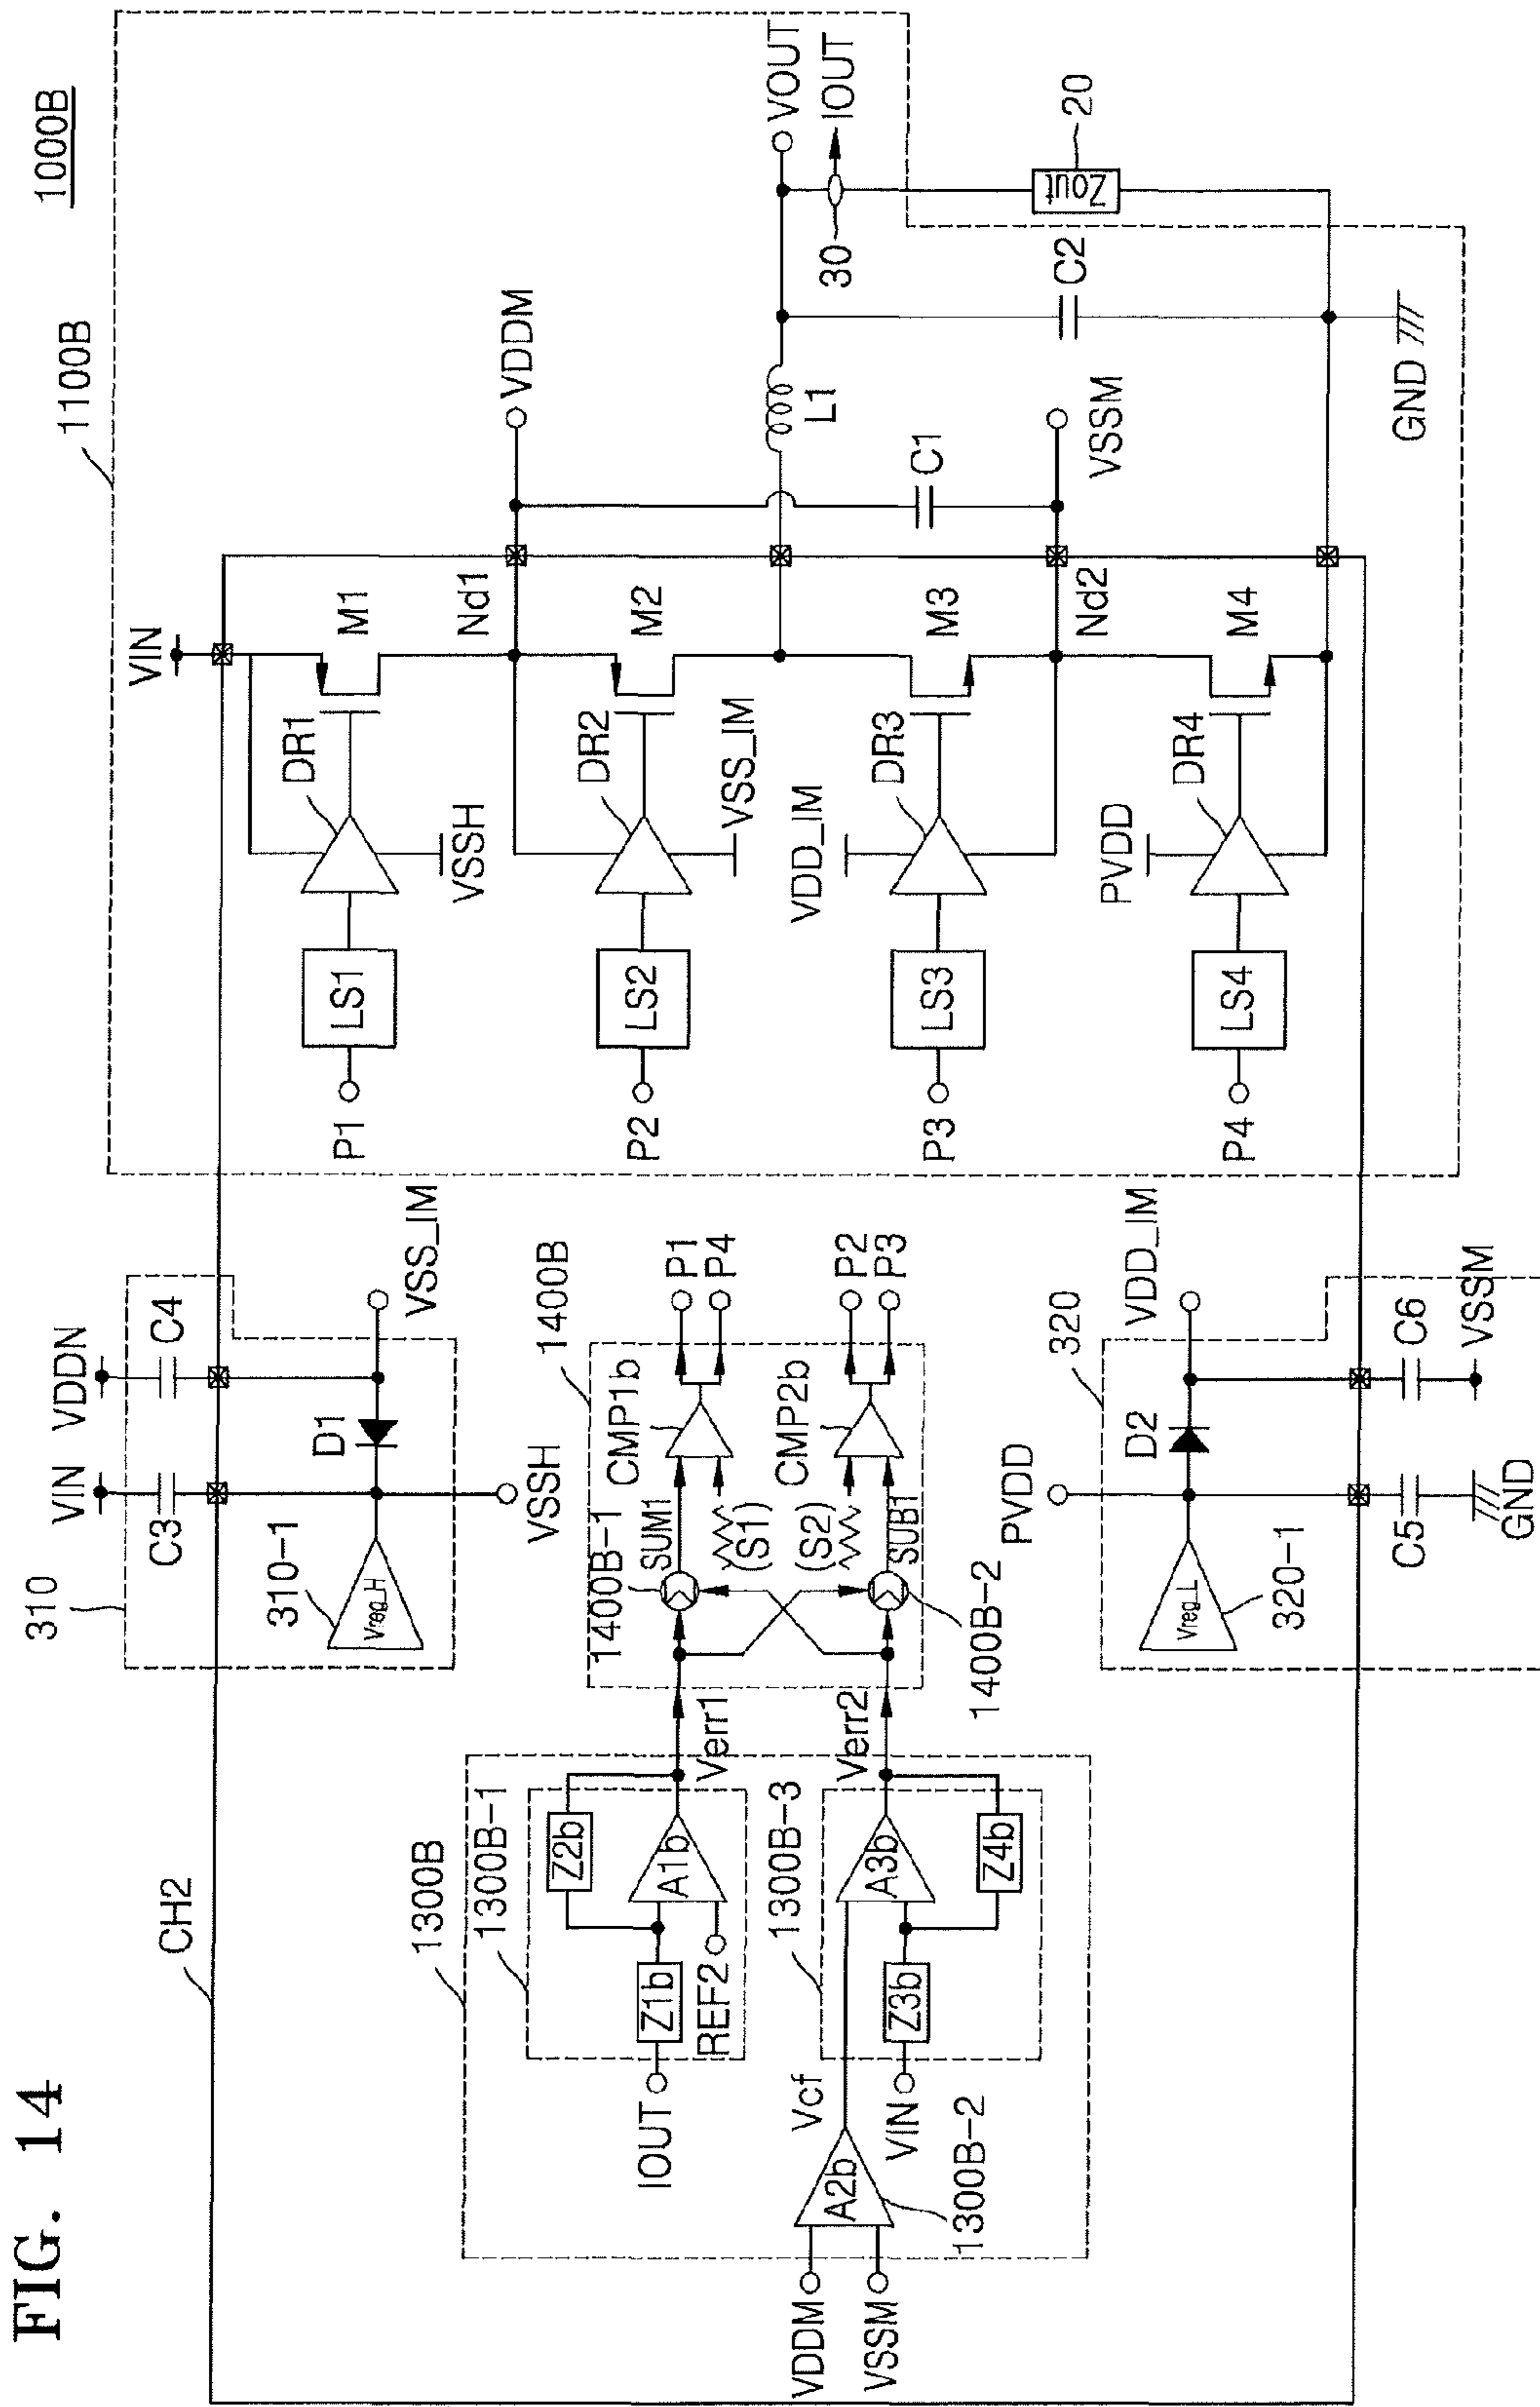 FIG. 14
1000B
1100B
CH2
310
VIN
VDDN
C3
C4
310-1
Vreg_H
D1
VSS_IM
VSSH
VIN
P1
LS1
DR1
VSSH
M1
Nd1
VDDM
P2
LS2
DR2
VSS_IM
M2
L1
VOUT
IOUT
30
20
Zout
C1
C2
P3
LS3
DR3
VDD_IM
M3
Nd2
VSSM
P4
LS4
DR4
PVDD
M4
GND
1300B
1300B-1
Z2b
Z1b
A1b
IOUT
REF2
Verr1
1300B-3
Vcf
A3b
Z3b
Z4b
VIN
Verr2
VDDM
VSSM
A2b
1300B-2
1400B
1400B-1
SUM1
CMP1b
(S1)
P1
P4
(S2)
CMP2b
SUB1
P2
P3
1400B-2
320
PVDD
VDD_IM
D2
Vreg_L
320-1
C5
C6
GND
VSSM